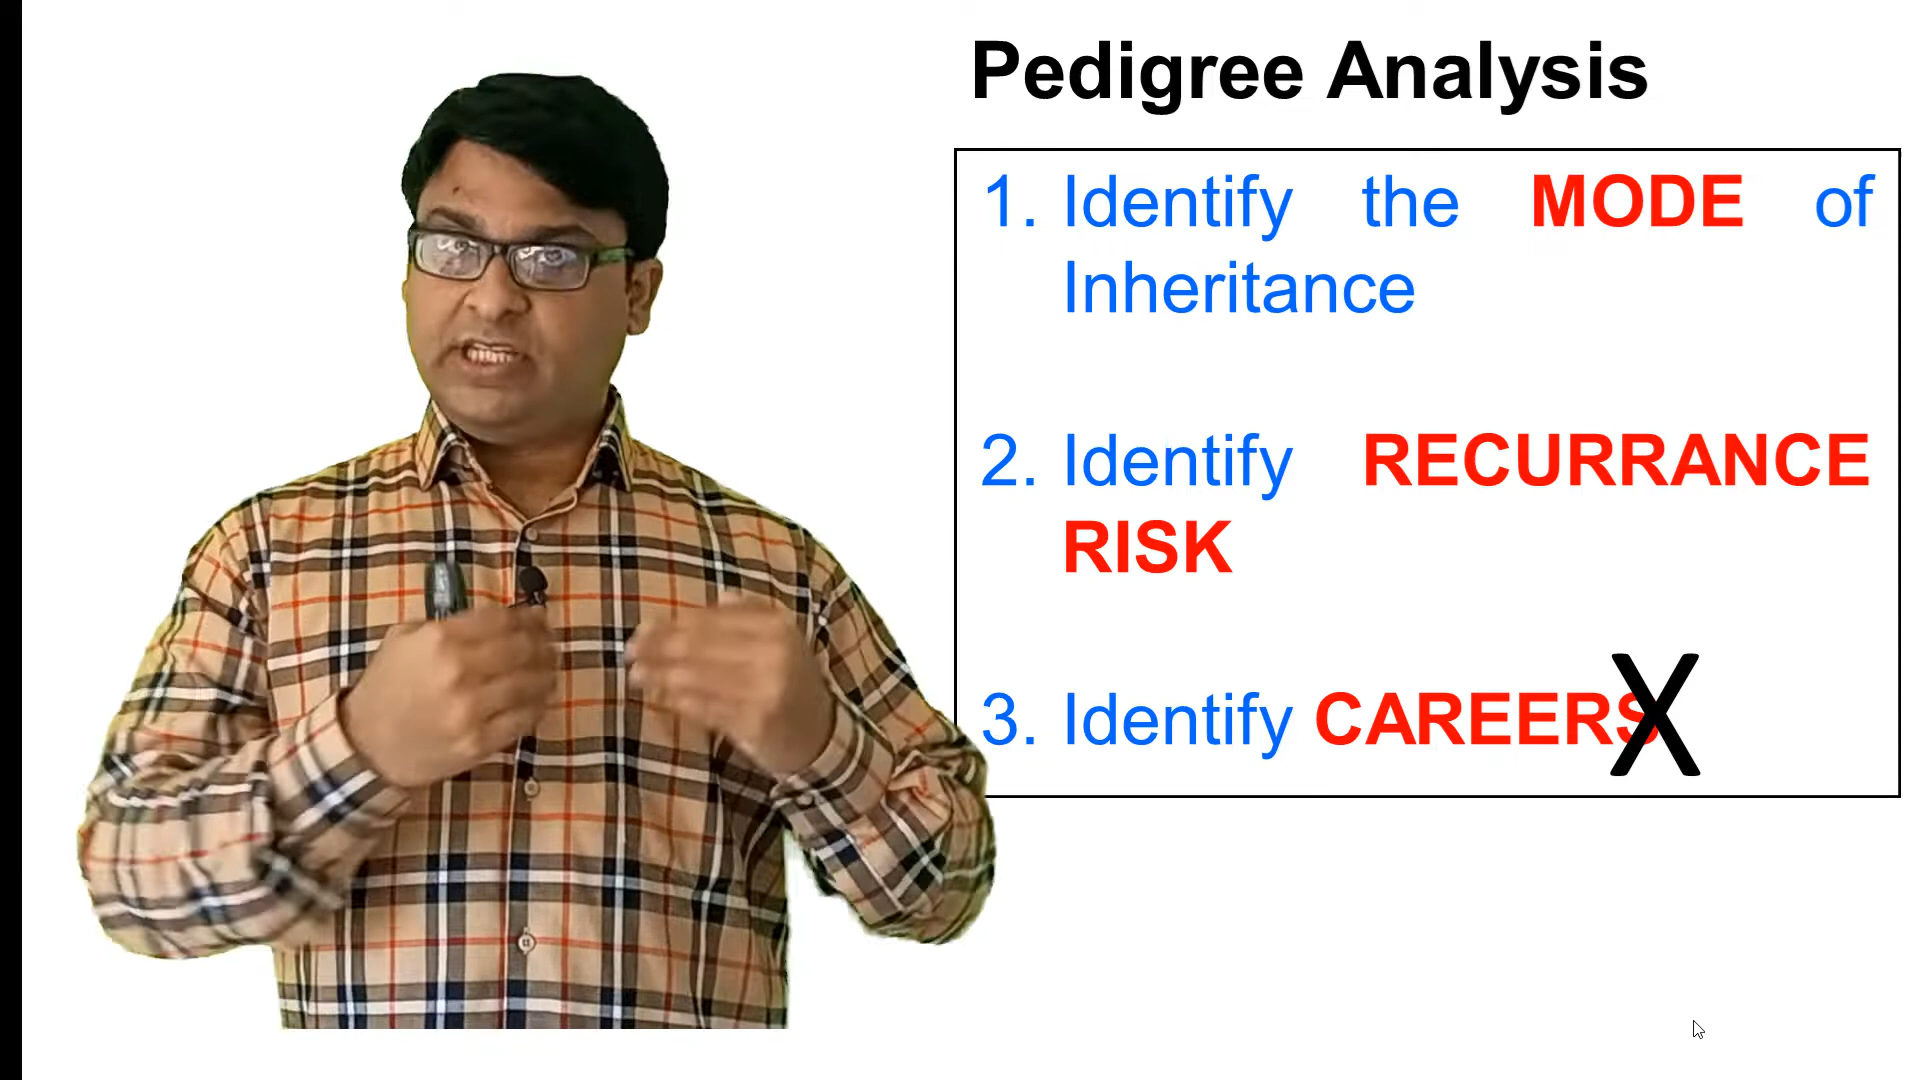 Pedigree Analysis
1. Identify the MODE of
Inheritance
2. Identify RECURRANCE
RISK
3. Identify CAREERS
X